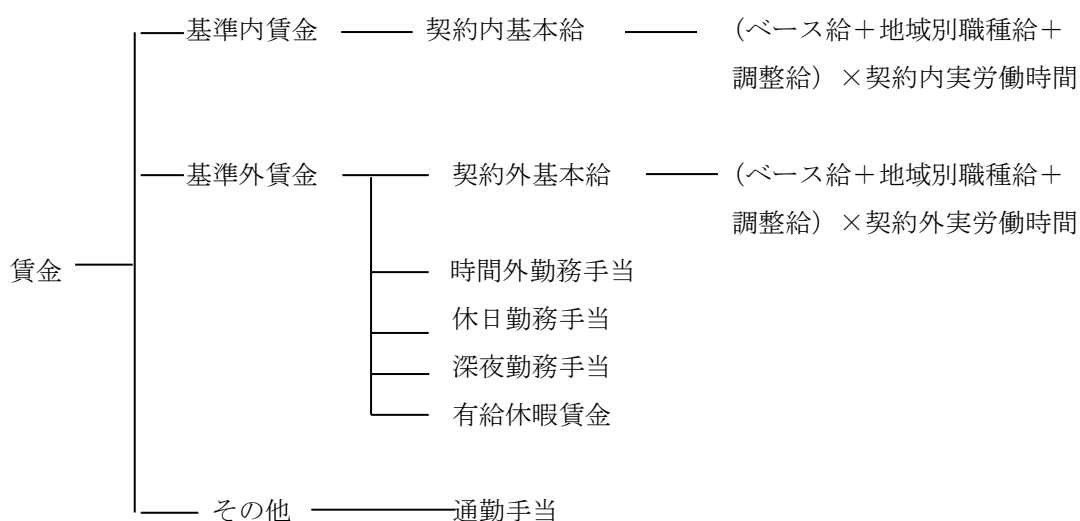 基準内賃金 契約内基本給 (ベース給＋地域別職種給＋
調整給）×契約内実労働時間
基準外賃金 契約外基本給 (ベース給＋地域別職種給＋
調整給）×契約外実労働時間
賃金 時間外勤務手当
休日勤務手当
深夜勤務手当
有給休暇賃金
その他 通勤手当